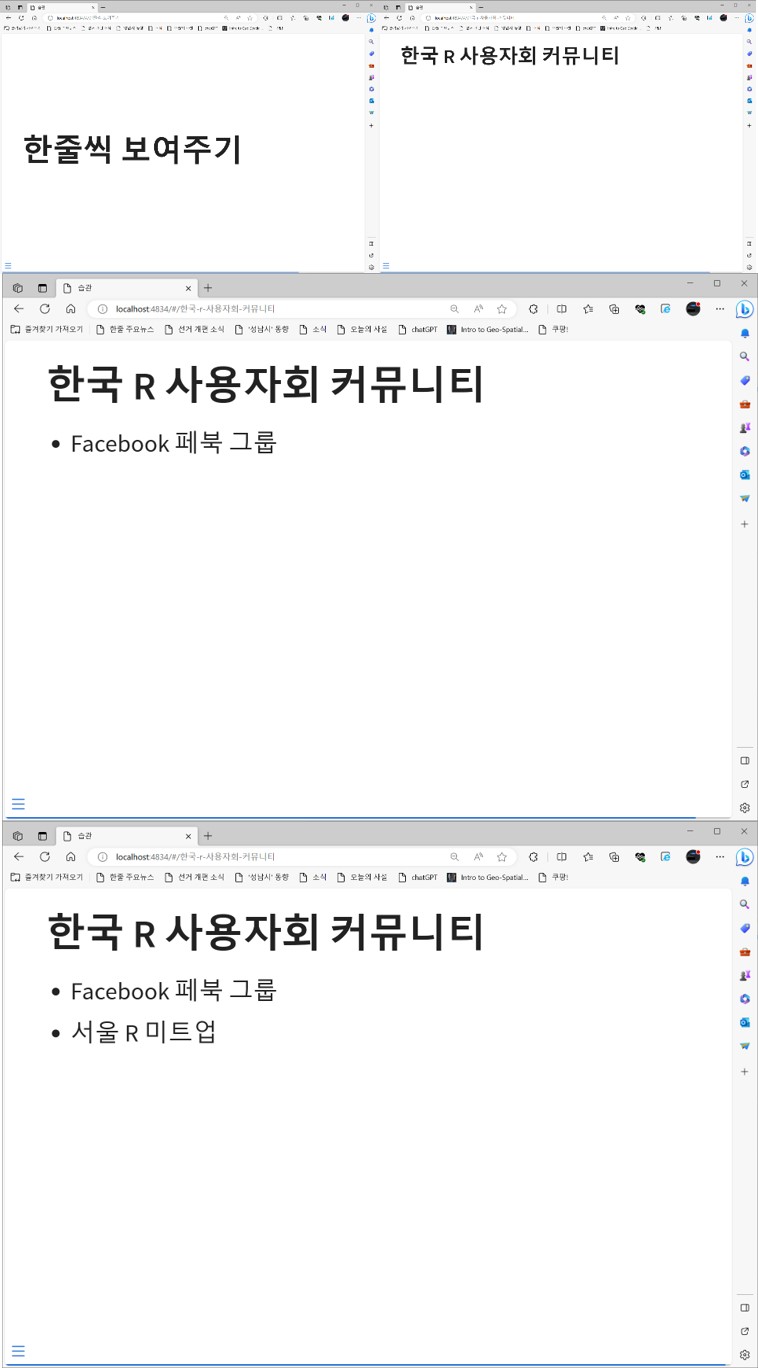 한줄씩 보여주기
한국 R 사용자회 커뮤니티
습관
localhost:4834/#/한국-r-사용자회-커뮤니티
즐겨찾기 가져오기 한줄 주요뉴스 선거 개편 소식 '성남시' 동향 소식 오늘의 사설 chatGPT Intro to Geo-Spatial... 쿠팡!
한국 R 사용자회 커뮤니티
• Facebook 페북 그룹
습관
localhost:4834/#/한국-r-사용자회-커뮤니티
즐겨찾기 가져오기 한줄 주요뉴스 선거 개편 소식 '성남시' 동향 소식 오늘의 사설 chatGPT Intro to Geo-Spatial... 쿠팡!
한국 R 사용자회 커뮤니티
• Facebook 페북 그룹
• 서울 R 미트업